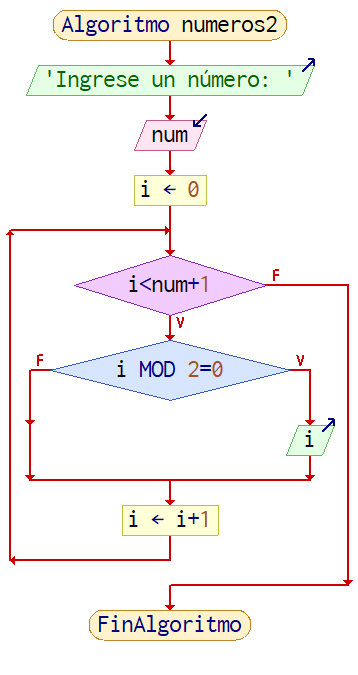 Algoritmo numeros2
'Ingrese un número: '
num
i ← 0
i<num+1
F
V
i MOD 2=0
F
V
i
i ← i+1
FinAlgoritmo